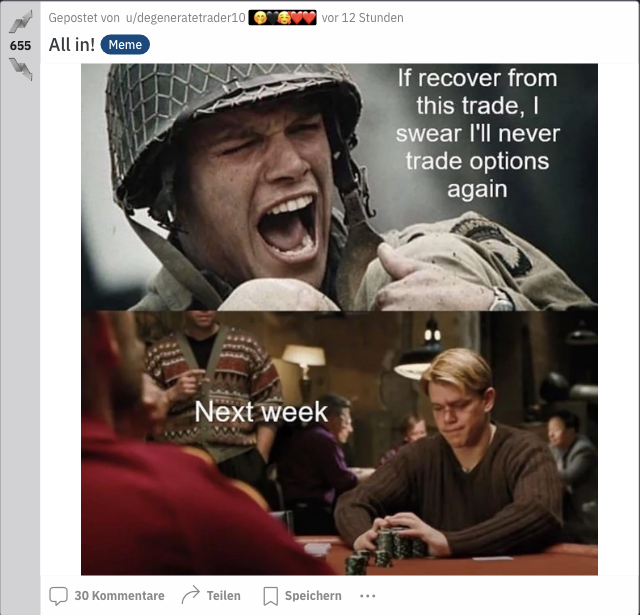 Gepostet von u/degeneratetrader10 vor 12 Stunden
655
All in! Meme
If recover from
this trade, I
swear I'll never
trade options
again
Next week
30 Kommentare Teilen Speichern